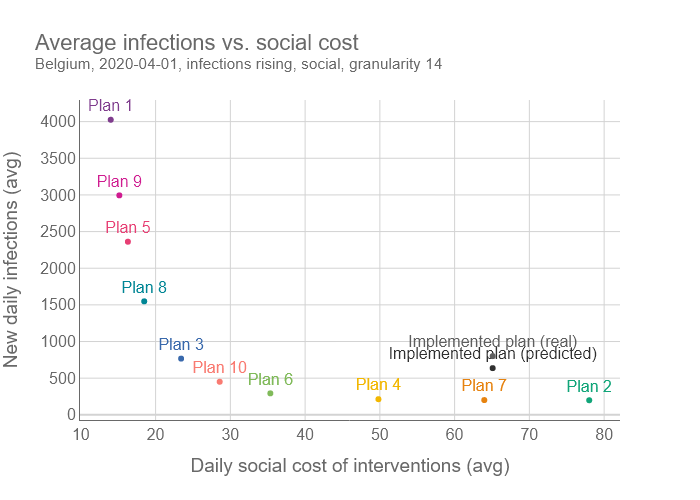 Average infections vs. social cost
Belgium, 2020-04-01, infections rising, social, granularity 14
New daily infections (avg)
4000
3500
3000
2500
2000
1500
1000
500
0
Plan 1
Plan 9
Plan 5
Plan 8
Plan 3
Plan 10
Plan 6
Implemented plan (real)
Implemented plan (predicted)
Plan 4
Plan 7
Plan 2
10 20 30 40 50 60 70 80
Daily social cost of interventions (avg)